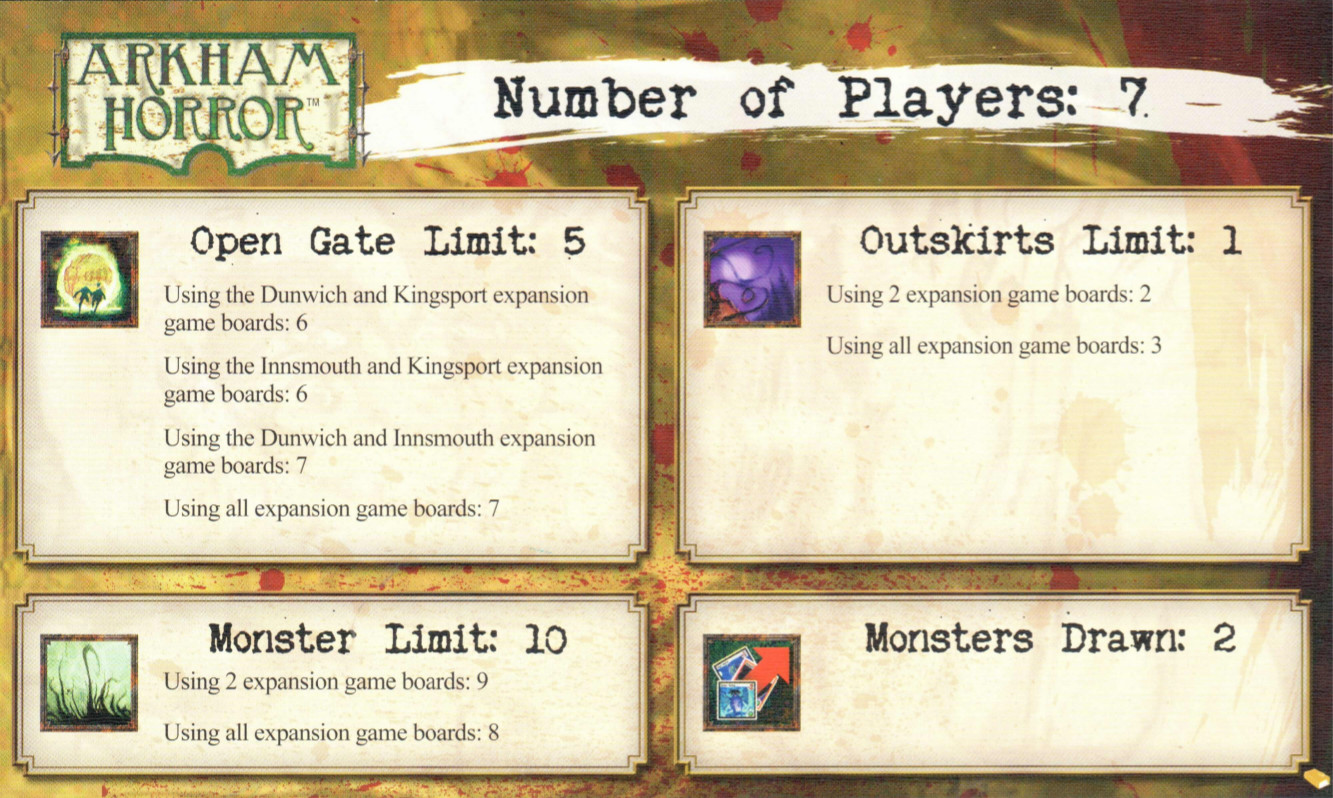 ARKHAM
HORROR™
Number of Players: 7
Open Gate Limit: 5
Using the Dunwich and Kingsport expansion
game boards: 6
Using the Innsmouth and Kingsport expansion
game boards: 6
Using the Dunwich and Innsmouth expansion
game boards: 7
Using all expansion game boards: 7
Outskirts Limit: 1
Using 2 expansion game boards: 2
Using all expansion game boards: 3
Monster Limit: 10
Using 2 expansion game boards: 9
Using all expansion game boards: 8
Monsters Drawn: 2